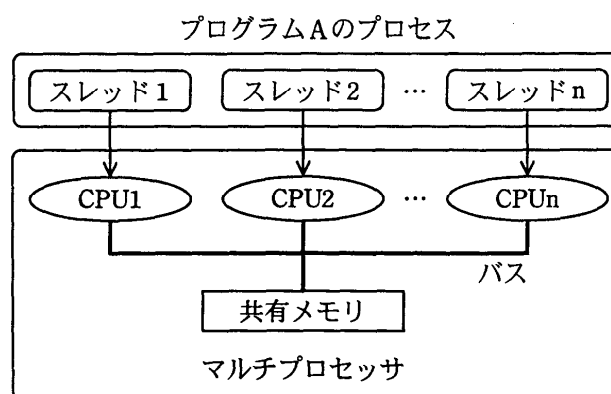 プログラムAのプロセス
スレッド1 スレッド2 … スレッドn
CPU1 CPU2 … CPUn
バス
共有メモリ
マルチプロセッサ